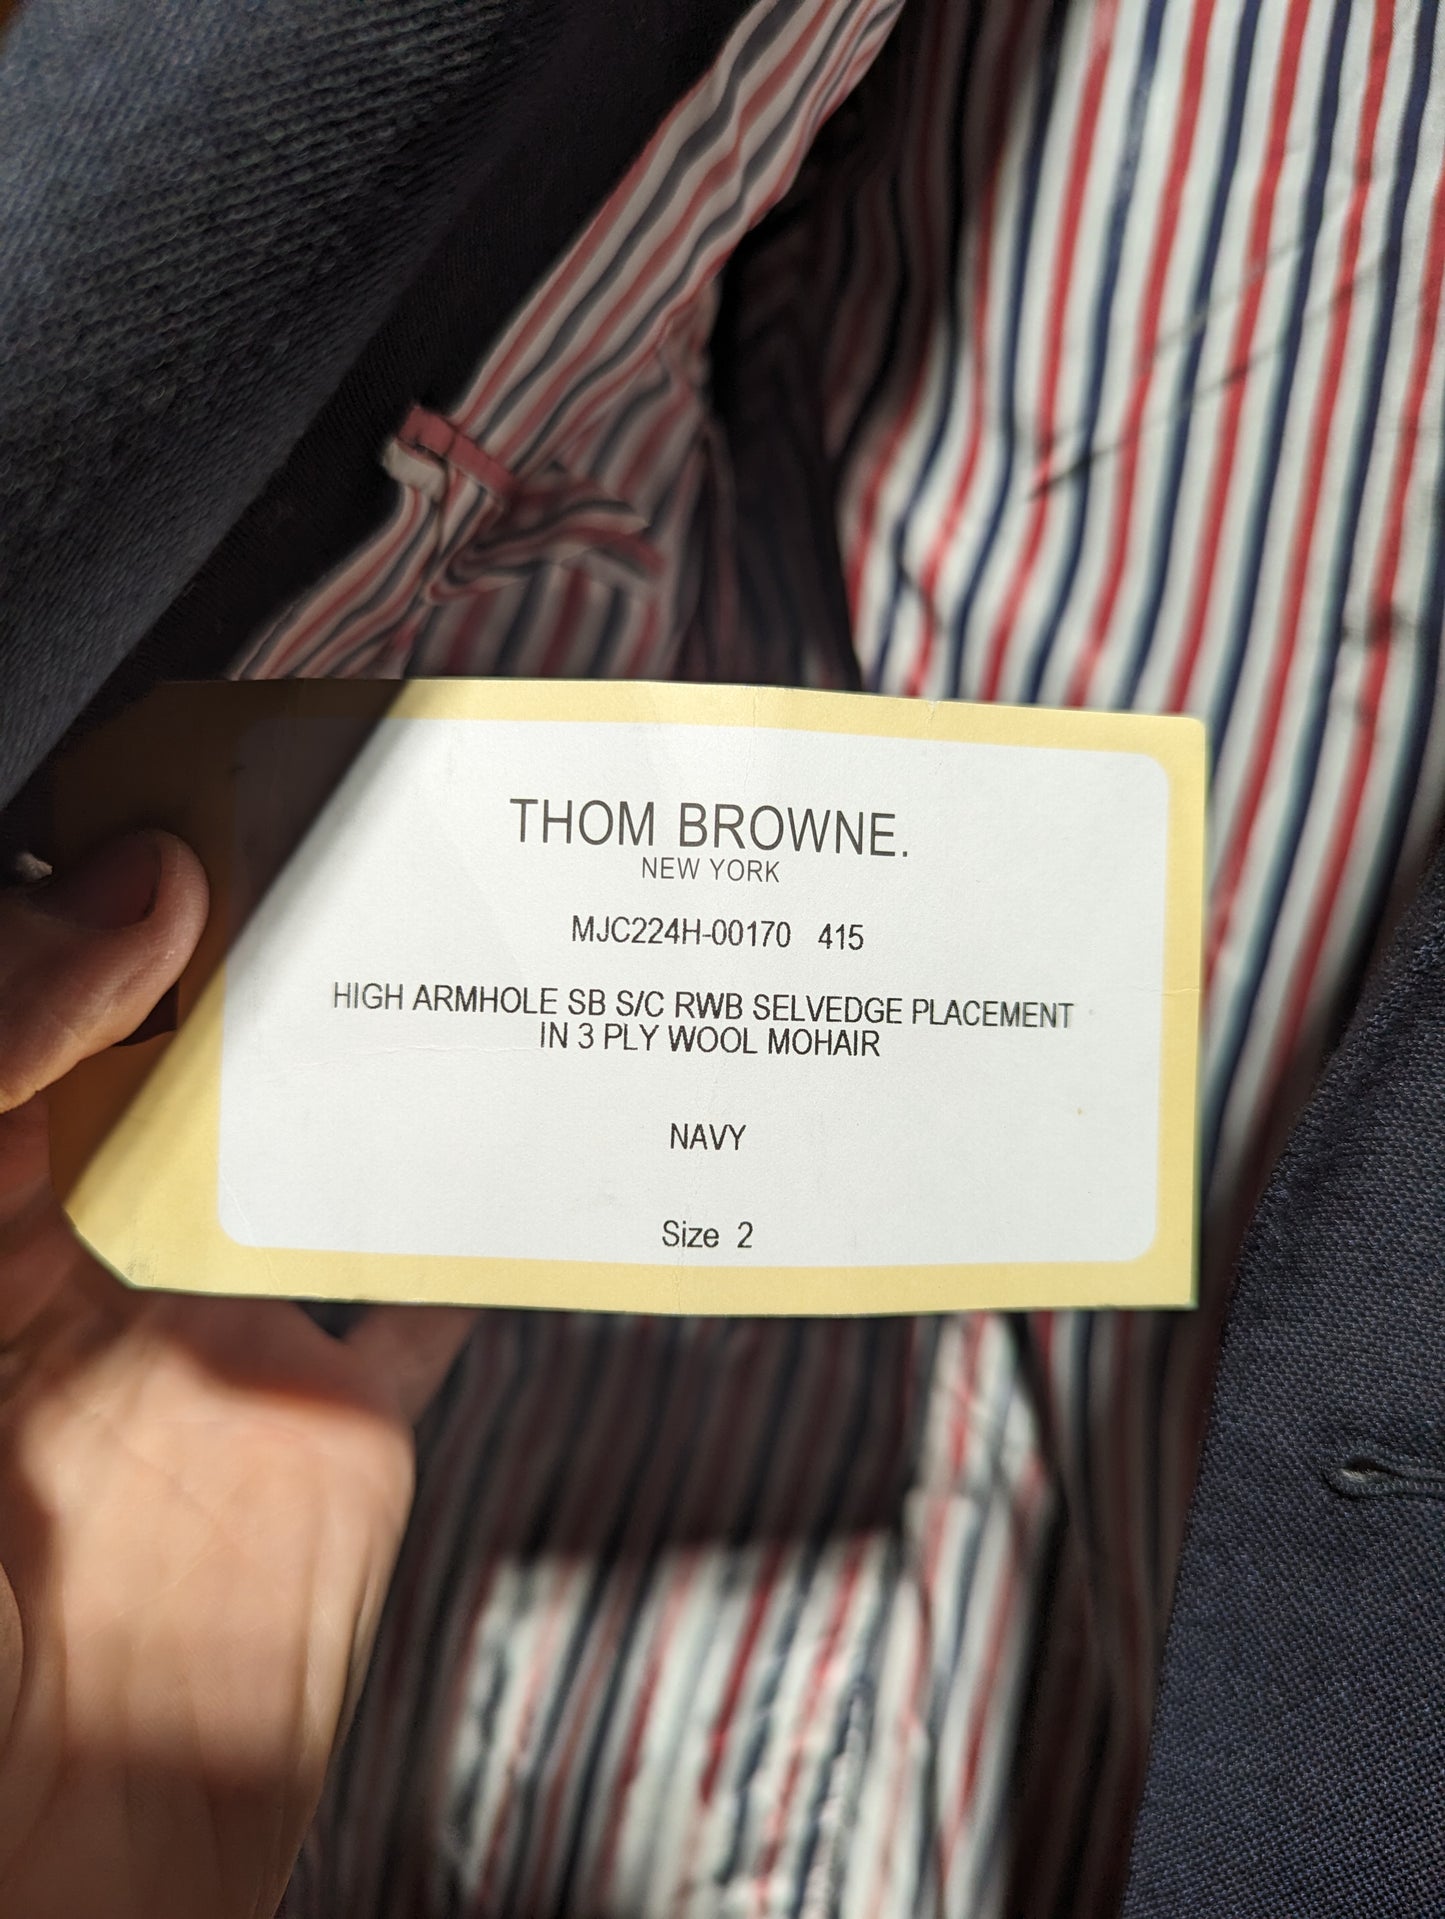 THOM BROWNE.
NEW YORK
MJC224H-00170 415
HIGH ARMHOLE SB S/C RWB SELVEDGE PLACEMENT
IN 3 PLY WOOL MOHAIR
NAVY
Size 2